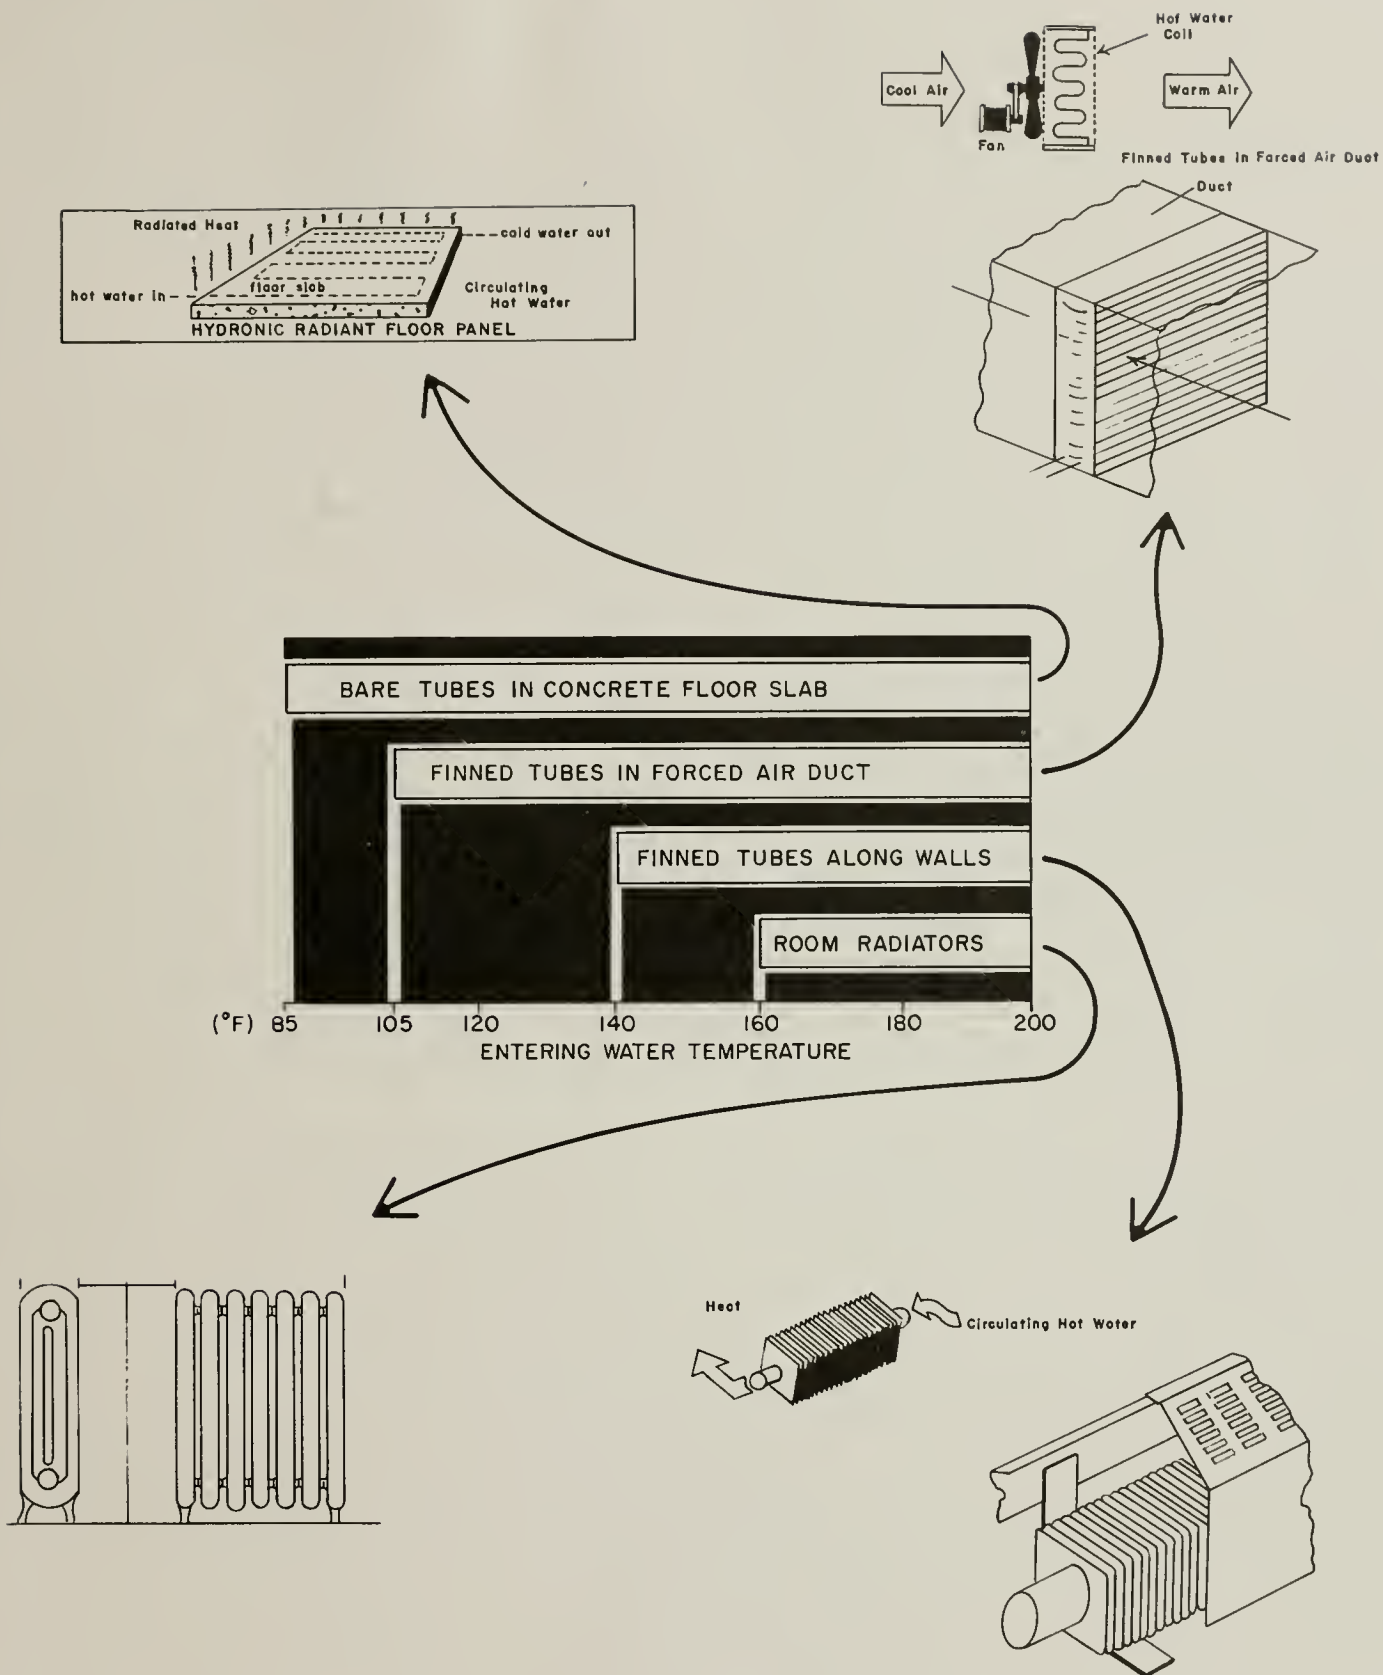 Hot Water
Coil
Cool Air
Warm Air
Fan
Finned Tubes in Forced Air Duct
Duct
Radiated Heat
cold water out
floor slab
hot water in
Circulating
Hot Water
HYDRONIC RADIANT FLOOR PANEL
BARE TUBES IN CONCRETE FLOOR SLAB
FINNED TUBES IN FORCED AIR DUCT
FINNED TUBES ALONG WALLS
ROOM RADIATORS
(°F) 85 105 120 140 160 180 200
ENTERING WATER TEMPERATURE
Heat
Circulating Hot Water